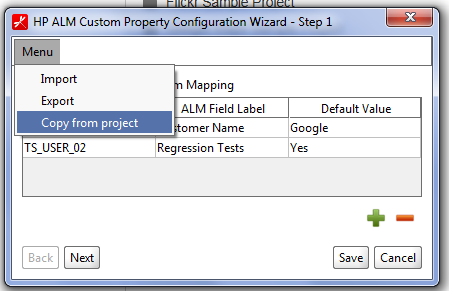 Flickr Sample Project
HP ALM Custom Property Configuration Wizard - Step 1
Menu
Import
Export
Copy from project
Mapping
ALM Field Label Default Value
Name Google
TS_USER_02 Regression Tests Yes
Back Next Save Cancel